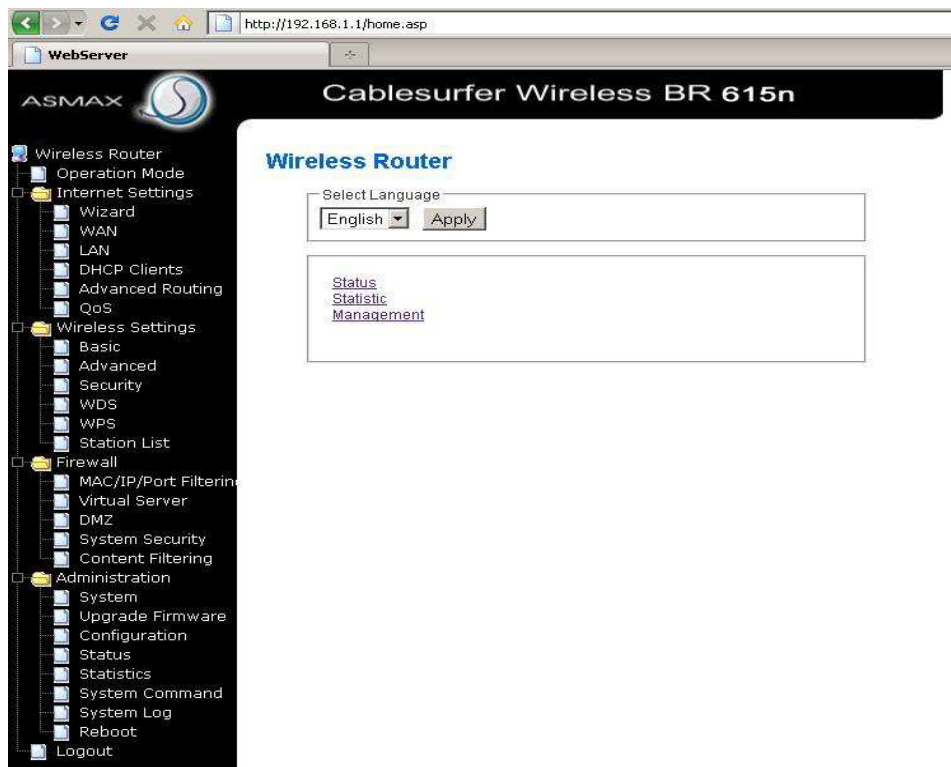 http://192.168.1.1/home.asp
WebServer
ASMAX
Cablesurfer Wireless BR 615n
Wireless Router
Operation Mode
Internet Settings
Wizard
WAN
LAN
DHCP Clients
Advanced Routing
QoS
Wireless Settings
Basic
Advanced
Security
WDS
WPS
Station List
Firewall
MAC/IP/Port Filtering
Virtual Server
DMZ
System Security
Content Filtering
Administration
System
Upgrade Firmware
Configuration
Status
Statistics
System Command
System Log
Reboot
Logout
Wireless Router
Select Language
English Apply
Status
Statistic
Management